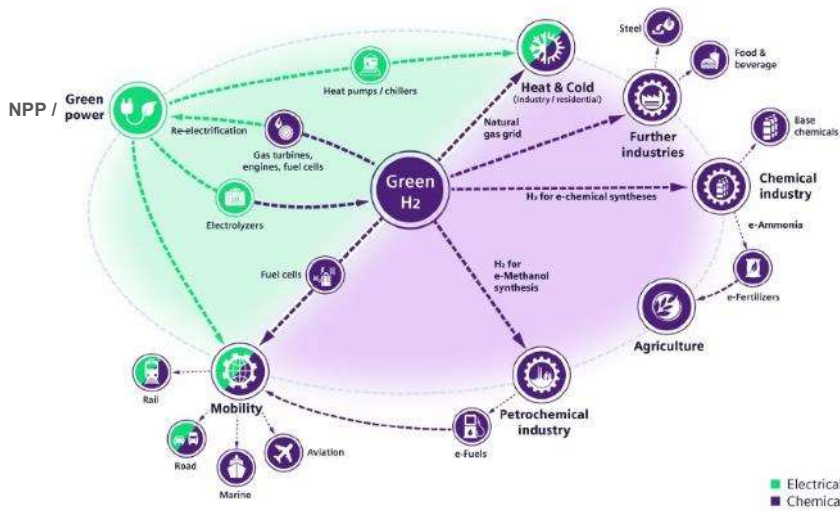 Steel
Food &
beverage
Heat pumps / chillers
Heat & Cold
(Industry / residential)
NPP /
Green
power
Natural
gas grid
Re-electrification
Gas turbines,
engines, fuel cells
Further
industries
Base
chemicals
Green
H2
Chemical
industry
H₂ for e-chemical syntheses
Electrolyzers
e-Ammonia
Fuel cells
H₂ for
e-Methanol
synthesis
e-Fertilizers
Agriculture
Rail
Mobility
Petrochemical
industry
e-Fuels
Road
Aviation
Marine
Electrical
Chemica